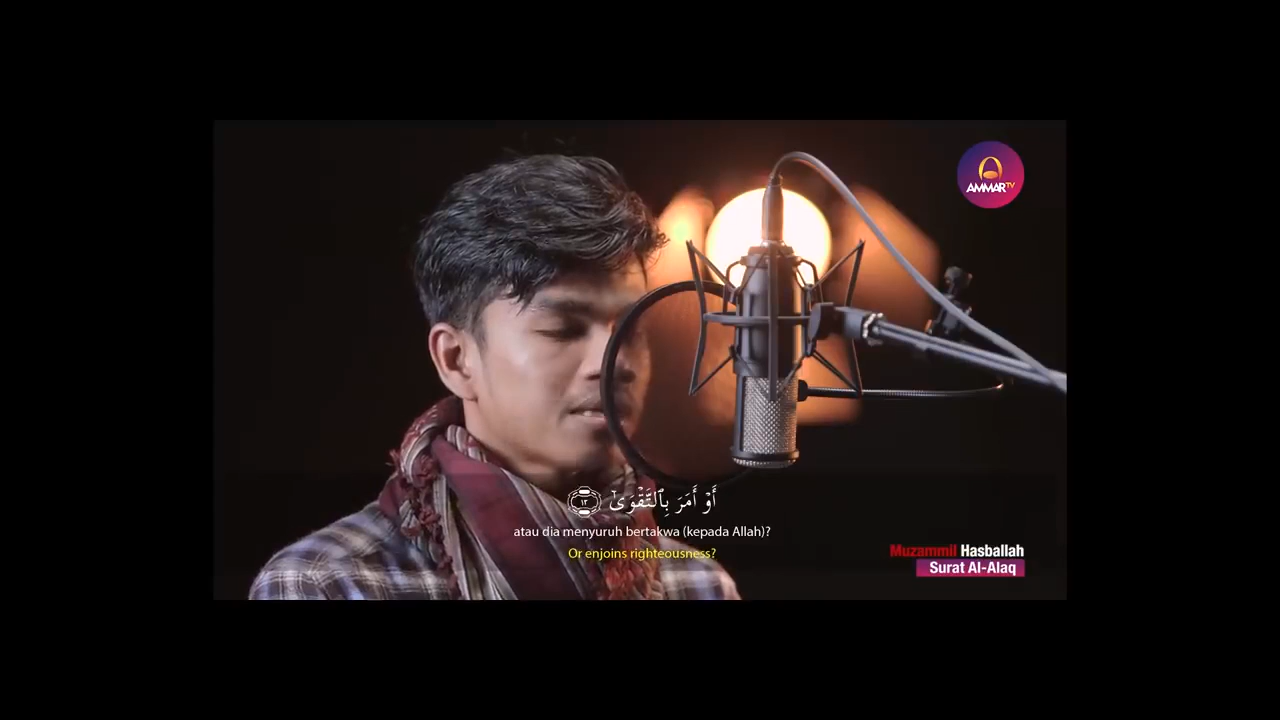 AMMAR TV
أَوْ أَمَرَ بِٱلتَّقْوَىٰٓ ١٢
atau dia menyuruh bertakwa (kepada Allah)?
Or enjoins righteousness?
Muzammil Hasballah
Surat Al-Alaq